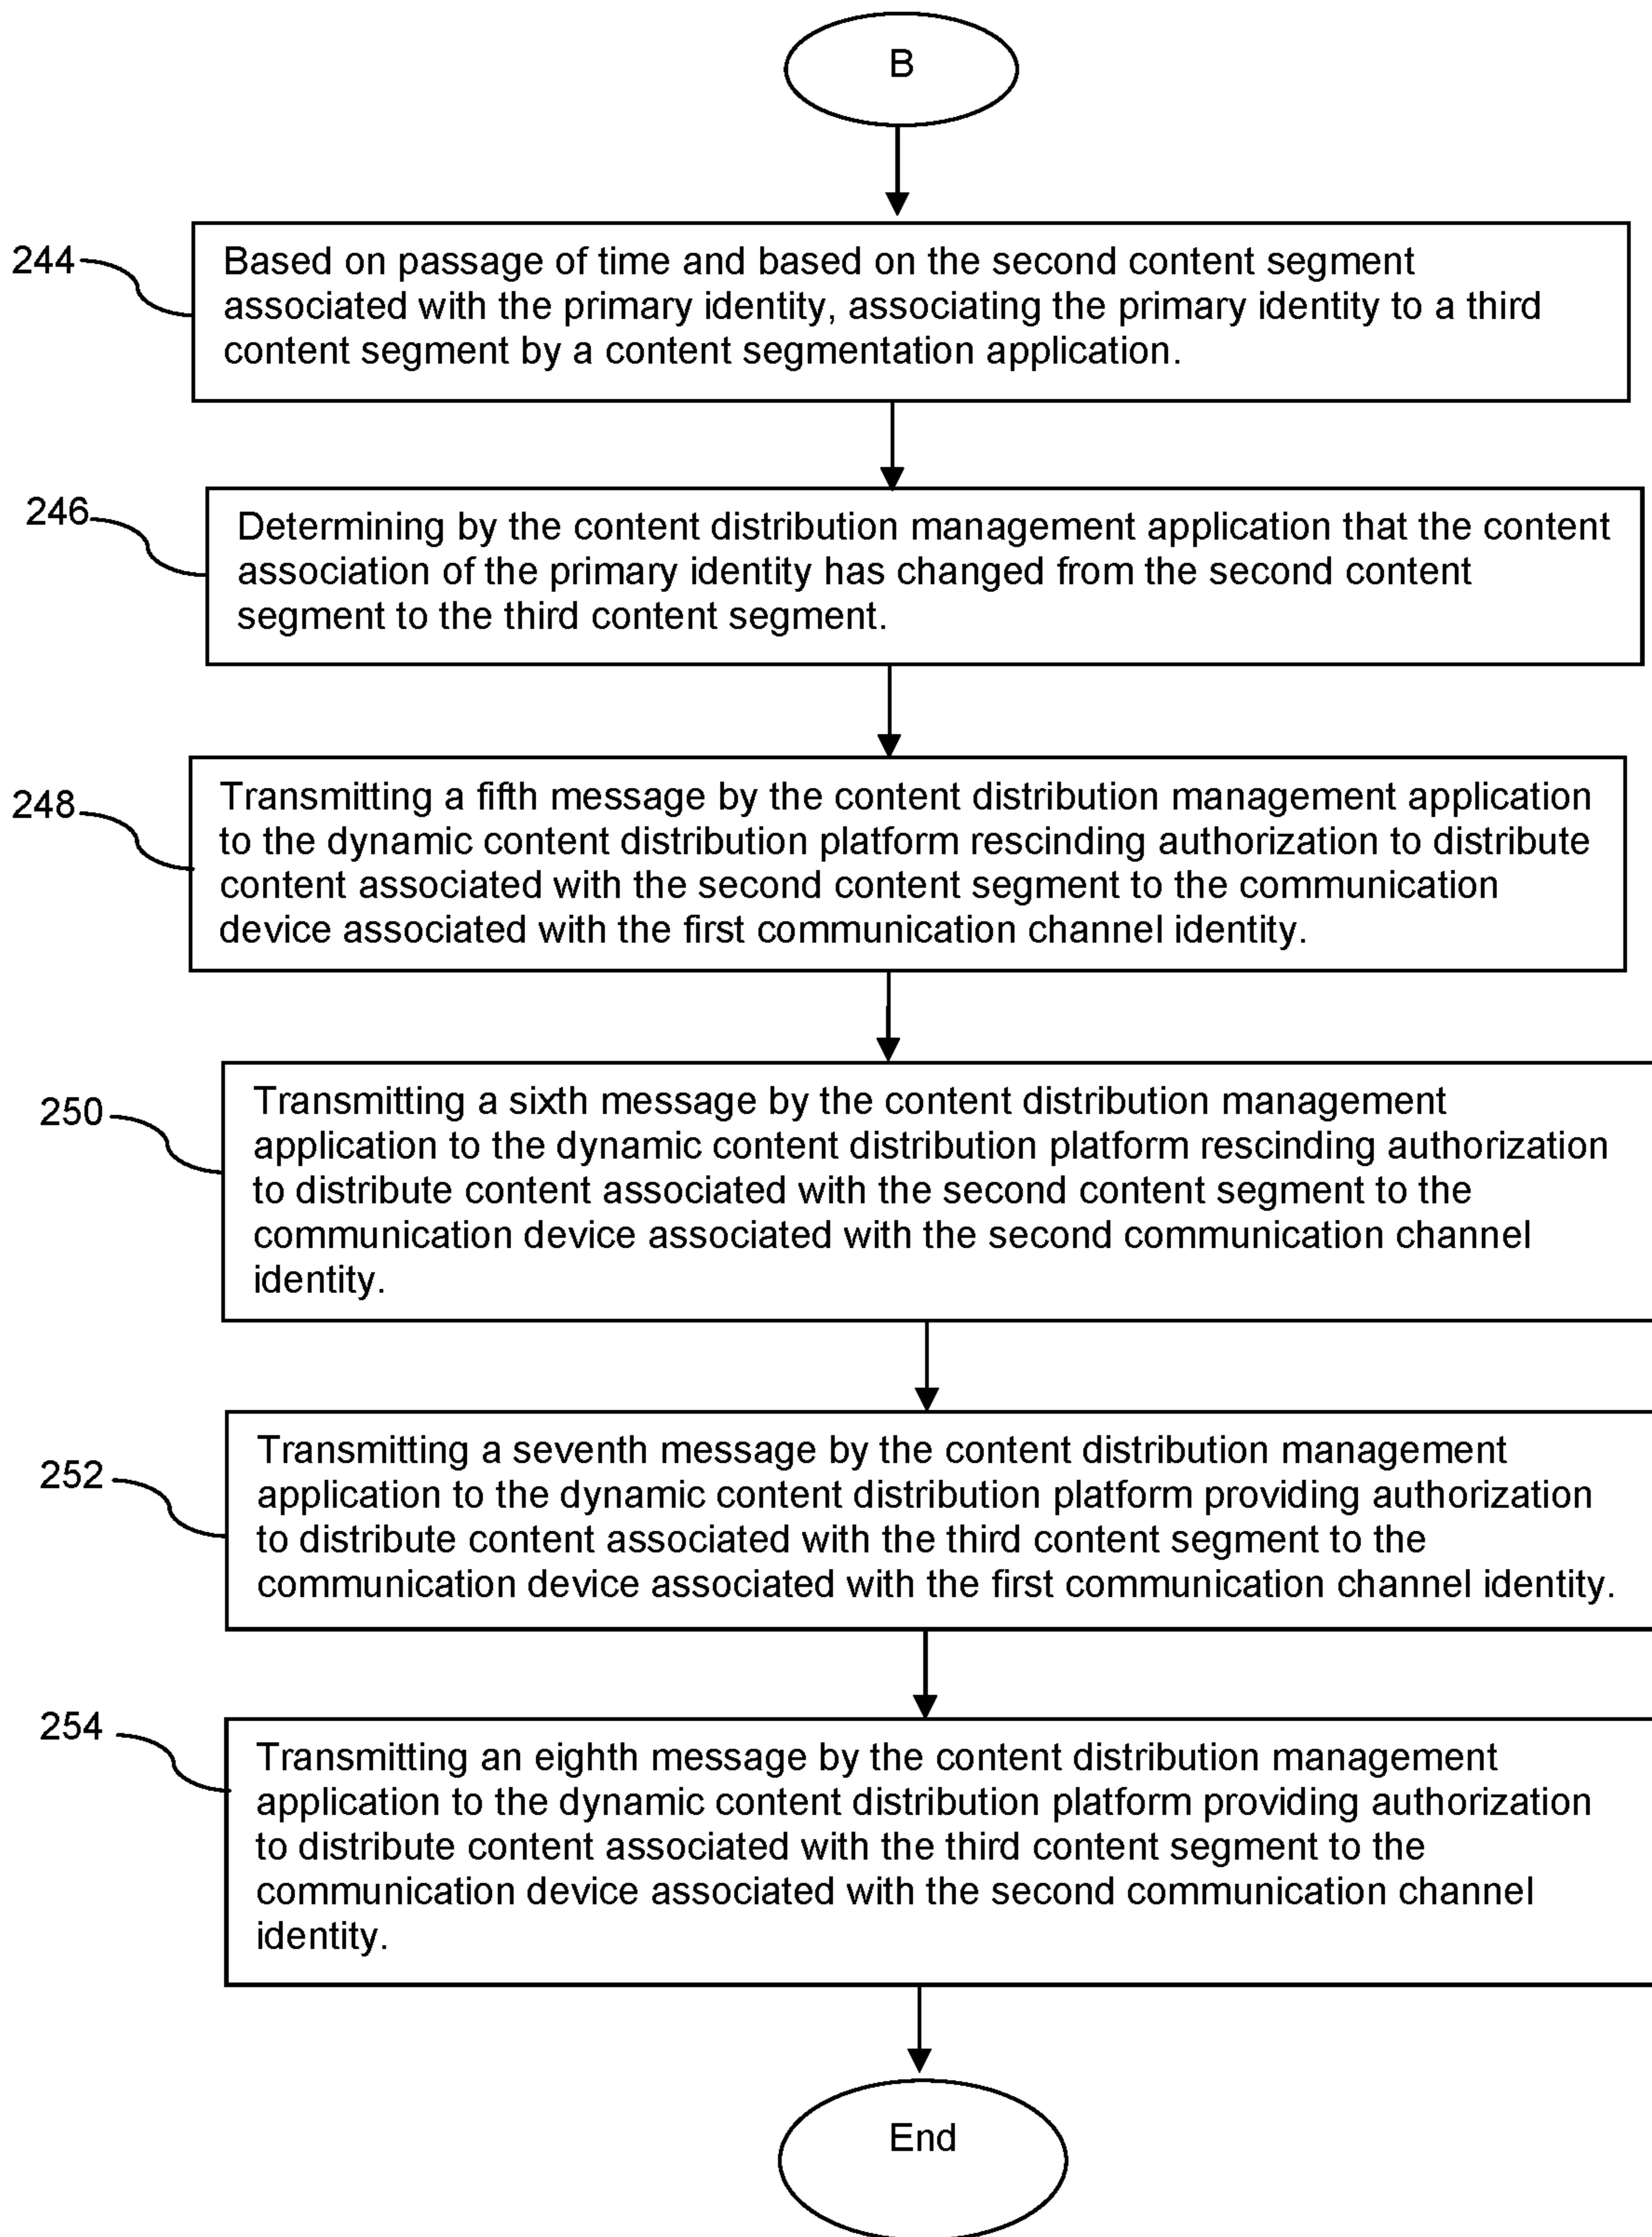 B
244
Based on passage of time and based on the second content segment
associated with the primary identity, associating the primary identity to a third
content segment by a content segmentation application.
246
Determining by the content distribution management application that the content
association of the primary identity has changed from the second content
segment to the third content segment.
248
Transmitting a fifth message by the content distribution management application
to the dynamic content distribution platform rescinding authorization to distribute
content associated with the second content segment to the communication
device associated with the first communication channel identity.
250
Transmitting a sixth message by the content distribution management
application to the dynamic content distribution platform rescinding authorization
to distribute content associated with the second content segment to the
communication device associated with the second communication channel
identity.
252
Transmitting a seventh message by the content distribution management
application to the dynamic content distribution platform providing authorization
to distribute content associated with the third content segment to the
communication device associated with the first communication channel identity.
254
Transmitting an eighth message by the content distribution management
application to the dynamic content distribution platform providing authorization
to distribute content associated with the third content segment to the
communication device associated with the second communication channel
identity.
End